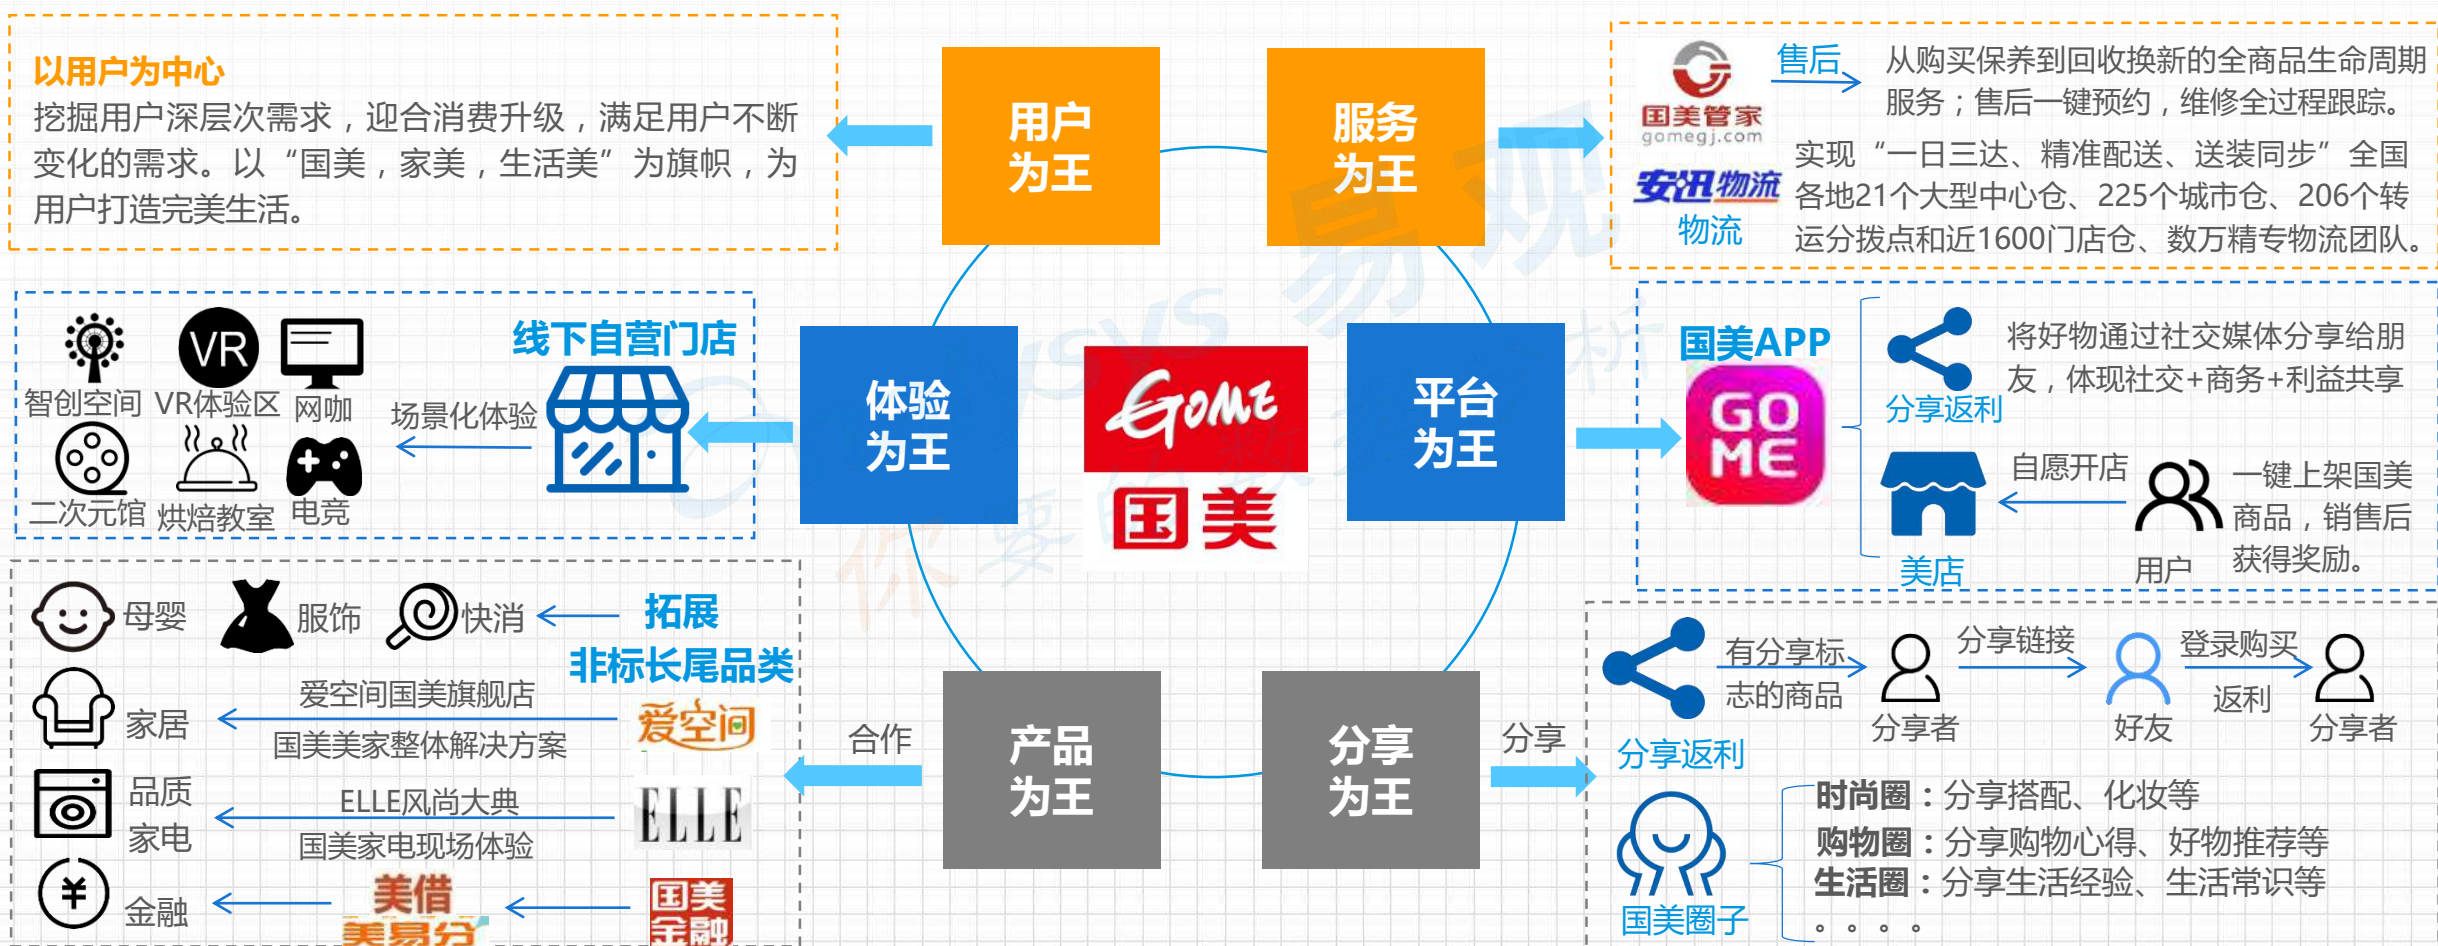 以用户为中心
挖掘用户深层次需求，迎合消费升级，满足用户不断
变化的需求。以“国美，家美，生活美”为旗帜，为
用户打造完美生活。
用户
为王
服务
为王
国美管家
gomegj.com
售后
从购买保养到回收换新的全商品生命周期
服务；售后一键预约，维修全过程跟踪。
安迅物流
物流
实现“一日三达、精准配送、送装同步”全国
各地21个大型中心仓、225个城市仓、206个转
运分拨点和近1600门店仓、数万精专物流团队。
智创空间
VR
VR体验区
网咖
二次元馆
烘焙教室
电竞
场景化体验
线下自营门店
体验
为王
GOME
国美
平台
为王
国美APP
GO
ME
分享返利
将好物通过社交媒体分享给朋
友，体现社交+商务+利益共享
美店
自愿开店
用户
一键上架国美
商品，销售后
获得奖励。
母婴
服饰
快消
拓展
非标长尾品类
家居
爱空间国美旗舰店
国美美家整体解决方案
爱空间
品质
家电
ELLE风尚大典
国美家电现场体验
ELLE
金融
美借
美易分
国美
金融
合作
产品
为王
分享
为王
分享
分享返利
有分享标
志的商品
分享者
分享链接
好友
登录购买
返利
分享者
国美圈子
时尚圈：分享搭配、化妆等
购物圈：分享购物心得、好物推荐等
生活圈：分享生活经验、生活常识等
。。。。
易观
你要的数据分析